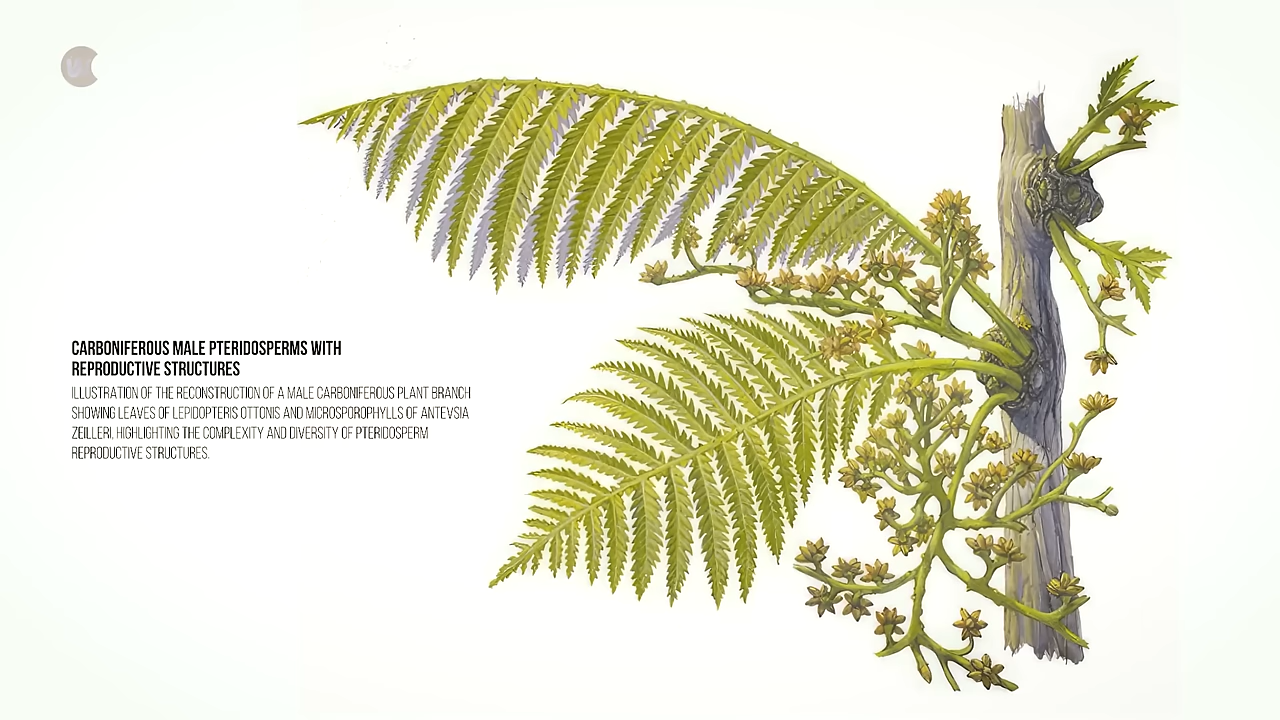 CARBONIFEROUS MALE PTERIDOSPERMS WITH
REPRODUCTIVE STRUCTURES
ILLUSTRATION OF THE RECONSTRUCTION OF A MALE CARBONIFEROUS PLANT BRANCH
SHOWING LEAVES OF LEPIDOPTERIS OTTONIS AND MICROSPOROPHYLLS OF ANTEVSIA
ZEILLERI, HIGHLIGHTING THE COMPLEXITY AND DIVERSITY OF PTERIDOSPERM
REPRODUCTIVE STRUCTURES.